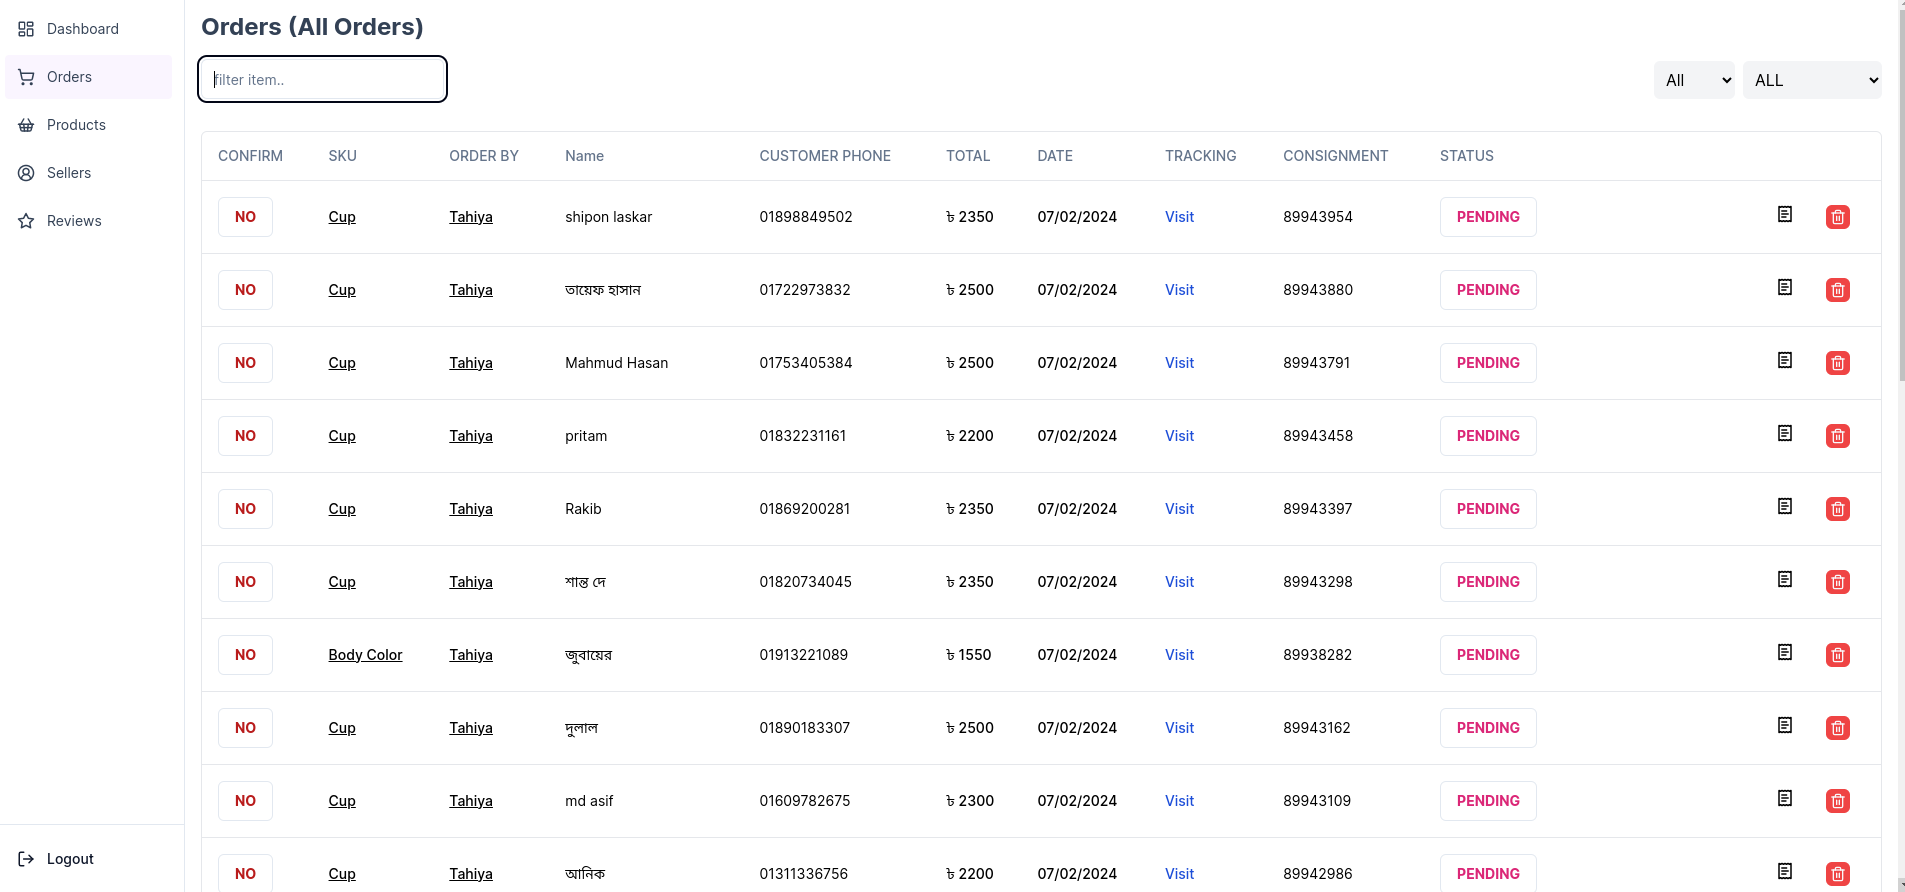 Dashboard
Orders
Products
Sellers
Reviews
Logout
Orders (All Orders)
filter item..
All ALL
CONFIRM SKU ORDER BY Name CUSTOMER PHONE TOTAL DATE TRACKING CONSIGNMENT STATUS
NO Cup Tahiya shipon laskar 01898849502 ৳ 2350 07/02/2024 Visit 89943954 PENDING
NO Cup Tahiya তায়েফ হাসান 01722973832 ৳ 2500 07/02/2024 Visit 89943880 PENDING
NO Cup Tahiya Mahmud Hasan 01753405384 ৳ 2500 07/02/2024 Visit 89943791 PENDING
NO Cup Tahiya pritam 01832231161 ৳ 2200 07/02/2024 Visit 89943458 PENDING
NO Cup Tahiya Rakib 01869200281 ৳ 2350 07/02/2024 Visit 89943397 PENDING
NO Cup Tahiya শান্ত দে 01820734045 ৳ 2350 07/02/2024 Visit 89943298 PENDING
NO Body Color Tahiya জুবায়ের 01913221089 ৳ 1550 07/02/2024 Visit 89938282 PENDING
NO Cup Tahiya দুলাল 01890183307 ৳ 2500 07/02/2024 Visit 89943162 PENDING
NO Cup Tahiya md asif 01609782675 ৳ 2300 07/02/2024 Visit 89943109 PENDING
NO Cup Tahiya আনিক 01311336756 ৳ 2200 07/02/2024 Visit 89942986 PENDING